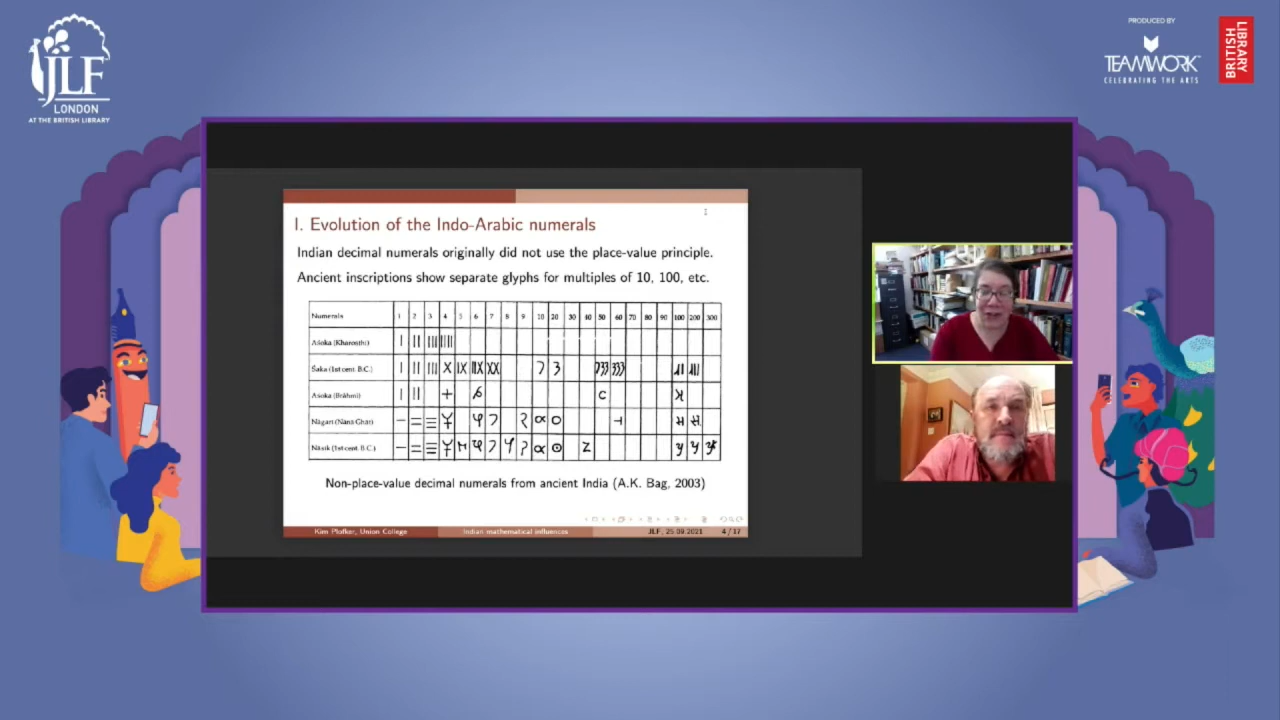 JLF
LONDON
AT THE BRITISH LIBRARY
PRODUCED BY
TEAMWORK
CELEBRATING THE ARTS
BRITISH
LIBRARY
I. Evolution of the Indo-Arabic numerals
Indian decimal numerals originally did not use the place-value principle.
Ancient inscriptions show separate glyphs for multiples of 10, 100, etc.
Numerals 1 2 3 4 5 6 7 8 9 10 20 30 40 50 60 70 80 90 100 200 300
Aśoka (Kharoṣṭhī)
Śaka (1st cent. B.C.)
Aśoka (Brāhmī)
Nāgarī (Nānā Ghāt)
Nāsik (1st cent. B.C.)
Non-place-value decimal numerals from ancient India (A.K. Bag, 2003)
Kim Plofker, Union College Indian mathematical influences JLF, 25.09.2021 4 / 17